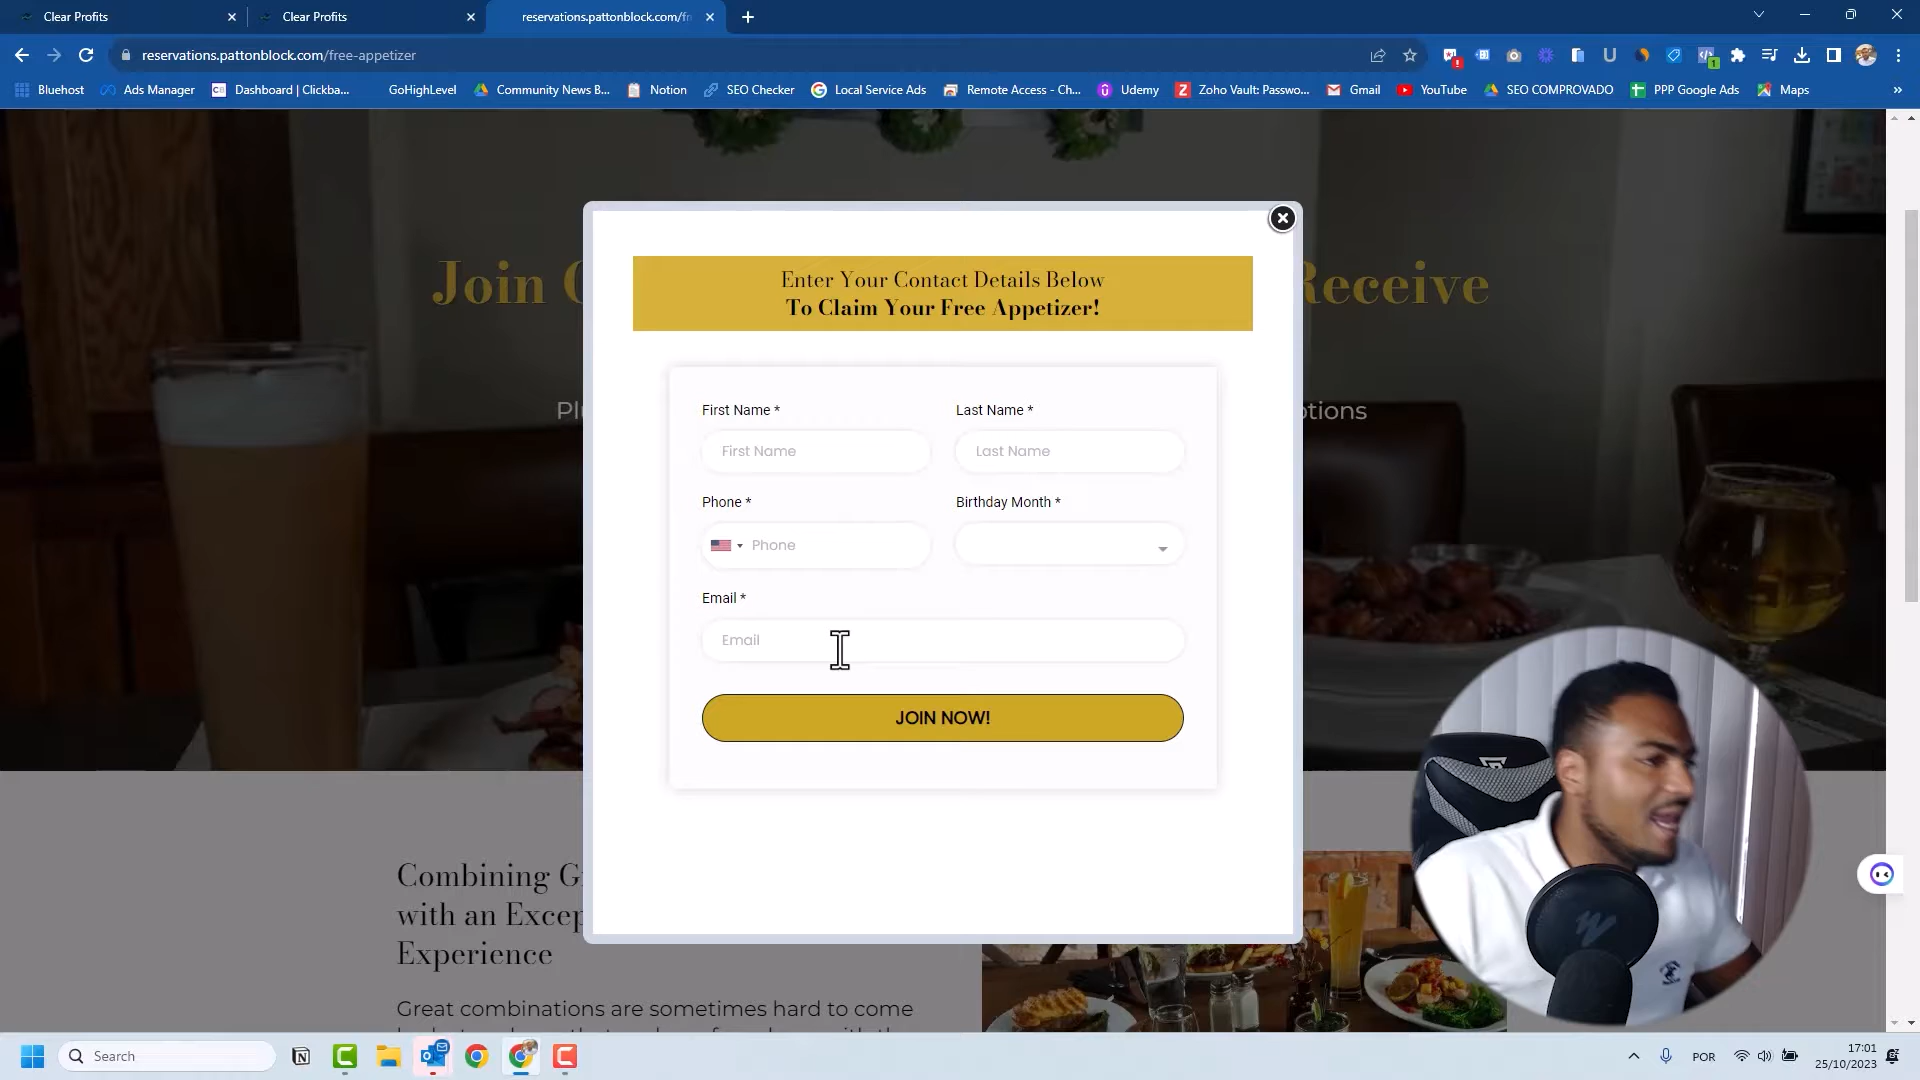 Clear Profits
Clear Profits
reservations.pattonblock.com/fr
reservations.pattonblock.com/free-appetizer
1
Bluehost
Ads Manager
Dashboard | Clickba...
GoHighLevel
Community News B...
Notion
SEO Checker
Local Service Ads
Remote Access - Ch...
Udemy
Zoho Vault: Passwo...
Gmail
YouTube
SEO COMPROVADO
PPP Google Ads
Maps
»
Join
Receive
Enter Your Contact Details Below
To Claim Your Free Appetizer!
First Name *
Last Name *
First Name
Last Name
Phone *
Birthday Month *
Phone
Email *
Email
JOIN NOW!
Combining
with an
Experience
Great combinations are sometimes hard to come
Search
POR
17:01
25/10/2023